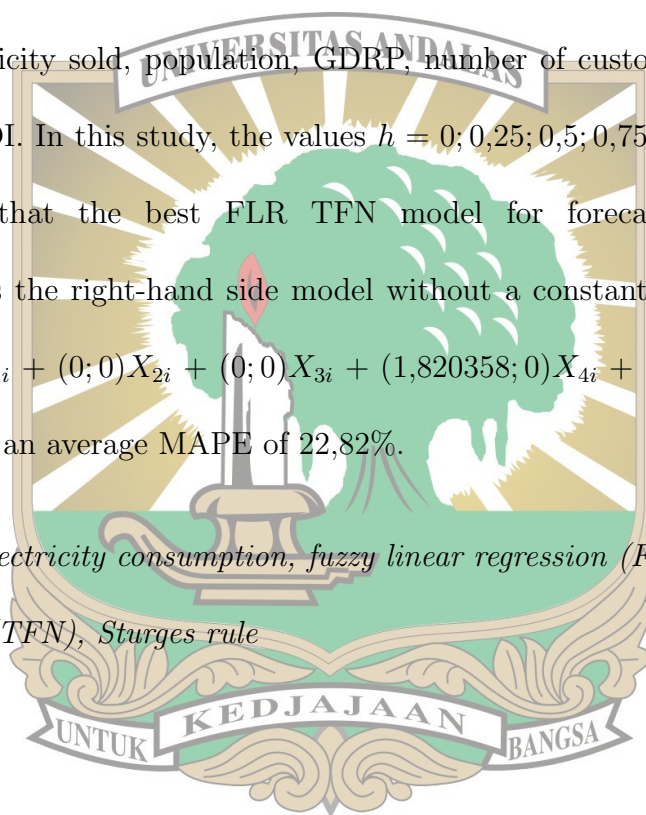 UNIVERSITAS ANDALAS
icity sold, population, GDRP, number of custo
DI. In this study, the values h = 0; 0,25; 0,5; 0,75
that the best FLR TFN model for foreca
s the right-hand side model without a constant
i + (0; 0)X2i + (0; 0)X3i + (1,820358; 0)X4i +
an average MAPE of 22,82%.
ectricity consumption, fuzzy linear regression (F
TFN), Sturges rule
UNTUK KEDJAJAAN BANGSA